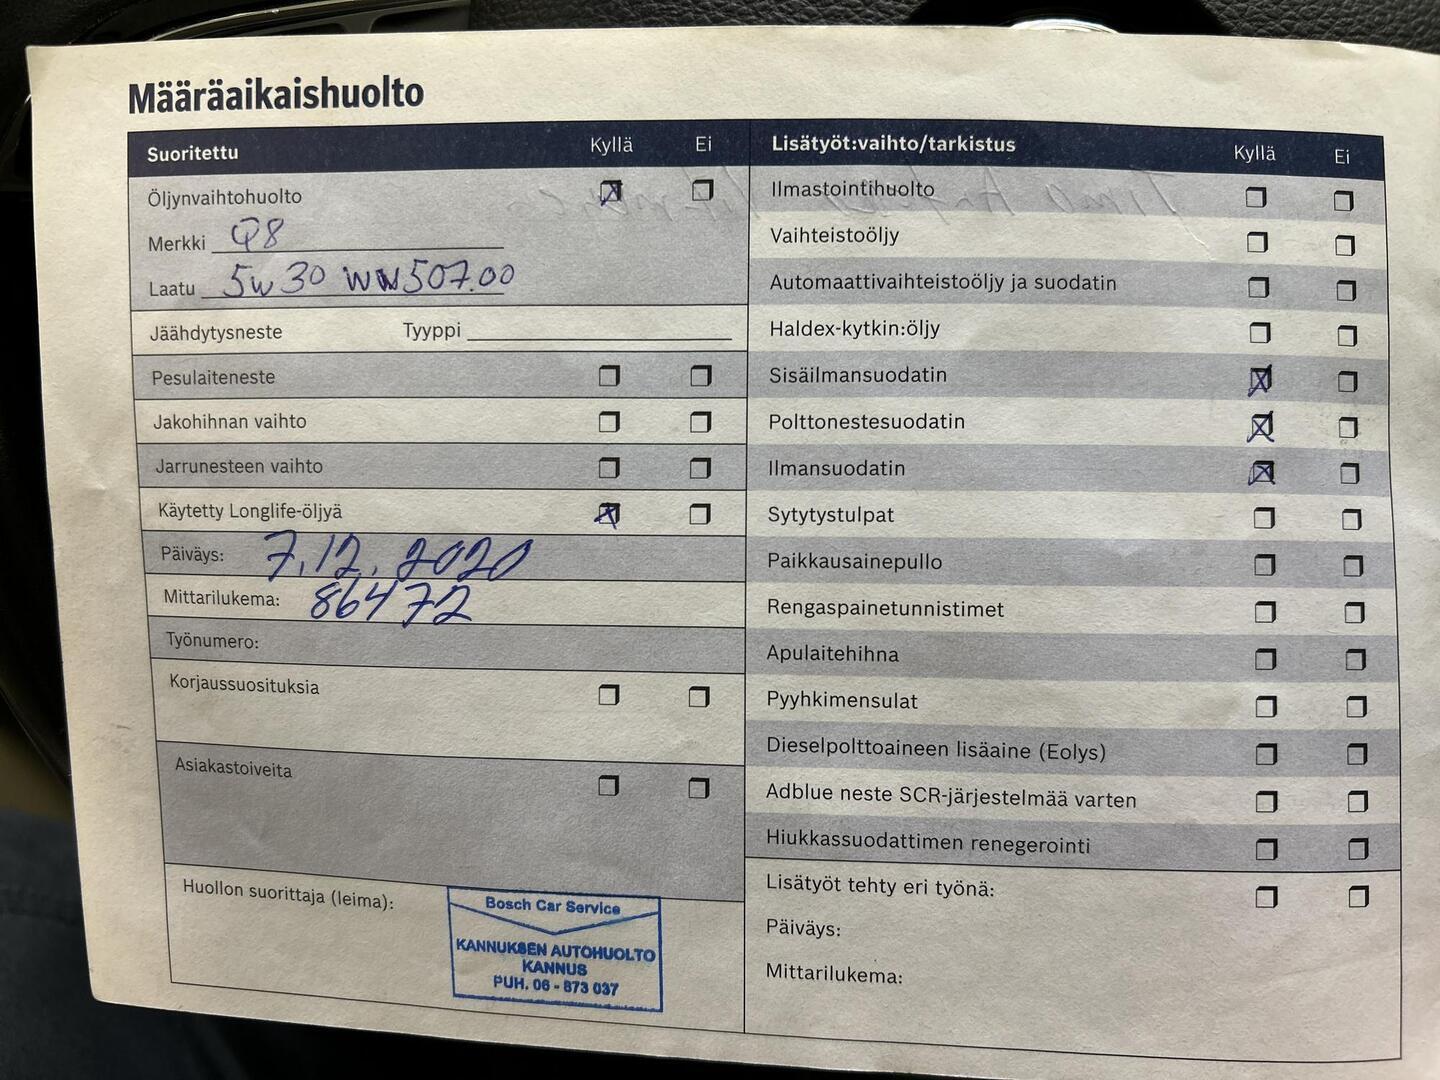 Määräaikaishuolto
Suoritettu Kyllä Ei
Öljynvaihtohuolto
Merkki Q8
Laatu 5w30 WW507.00
Jäähdytysneste Tyyppi
Pesulaiteneste
Jakohihnan vaihto
Jarrunesteen vaihto
Käytetty Longlife-öljyä
Päiväys: 7.12.2020
Mittarilukema: 86472
Työnumero:
Korjaussuosituksia
Asiakastoiveita
Huollon suorittaja (leima):
Bosch Car Service
KANNUKSEN AUTOHUOLTO
KANNUS
PUH. 06 - 873 037
Lisätyöt:vaihto/tarkistus Kyllä Ei
Ilmastointihuolto
Vaihteistoöljy
Automaattivaihteistoöljy ja suodatin
Haldex-kytkin:öljy
Sisäilmansuodatin
Polttonestesuodatin
Ilmansuodatin
Sytytystulpat
Paikkausainepullo
Rengaspainetunnistimet
Apulaitehihna
Pyyhkimensulat
Dieselpolttoaineen lisäaine (Eolys)
Adblue neste SCR-järjestelmää varten
Hiukkassuodattimen renegerointi
Lisätyöt tehty eri työnä:
Päiväys:
Mittarilukema: